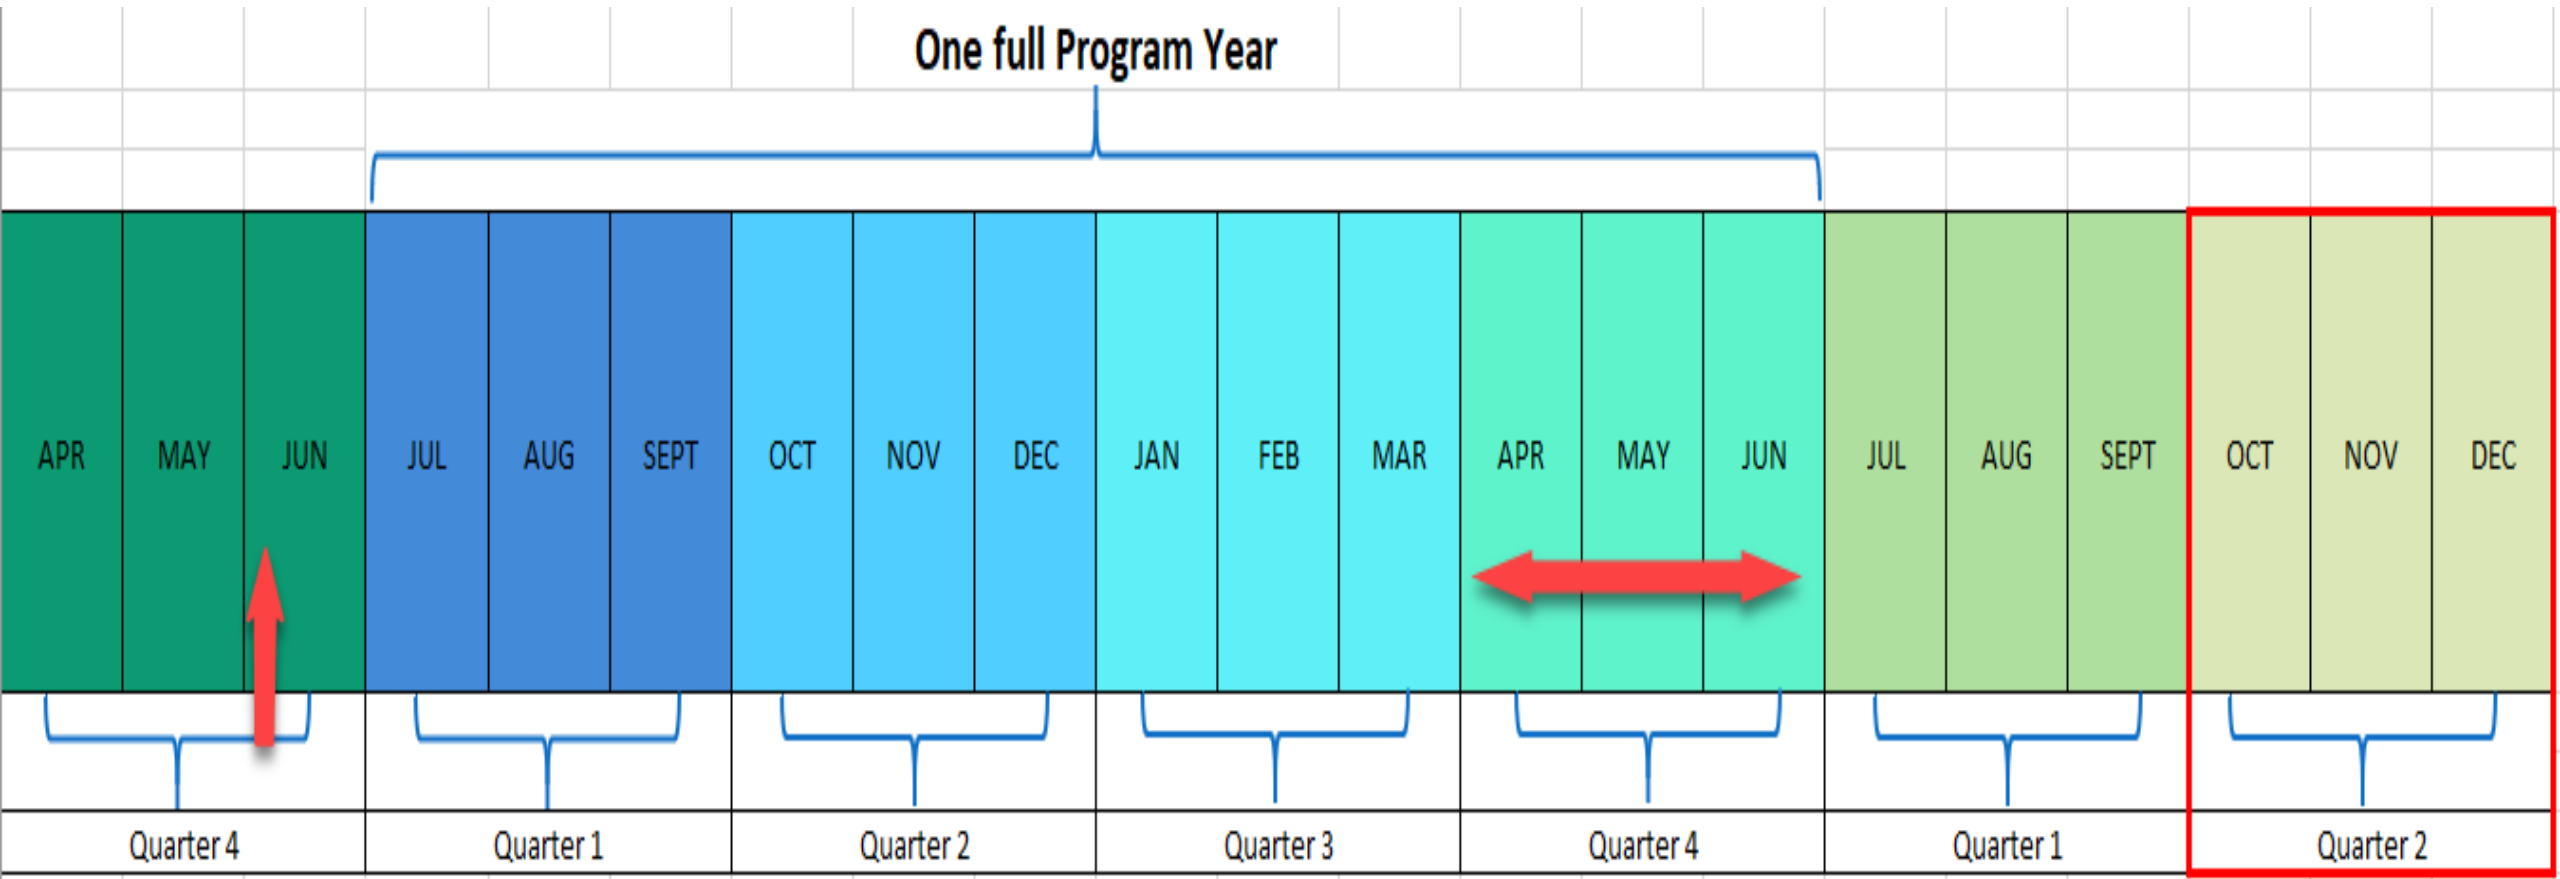 One full Program Year
APR MAY JUN JUL AUG SEPT OCT NOV DEC JAN FEB MAR APR MAY JUN JUL AUG SEPT OCT NOV DEC
Quarter 4 Quarter 1 Quarter 2 Quarter 3 Quarter 4 Quarter 1 Quarter 2